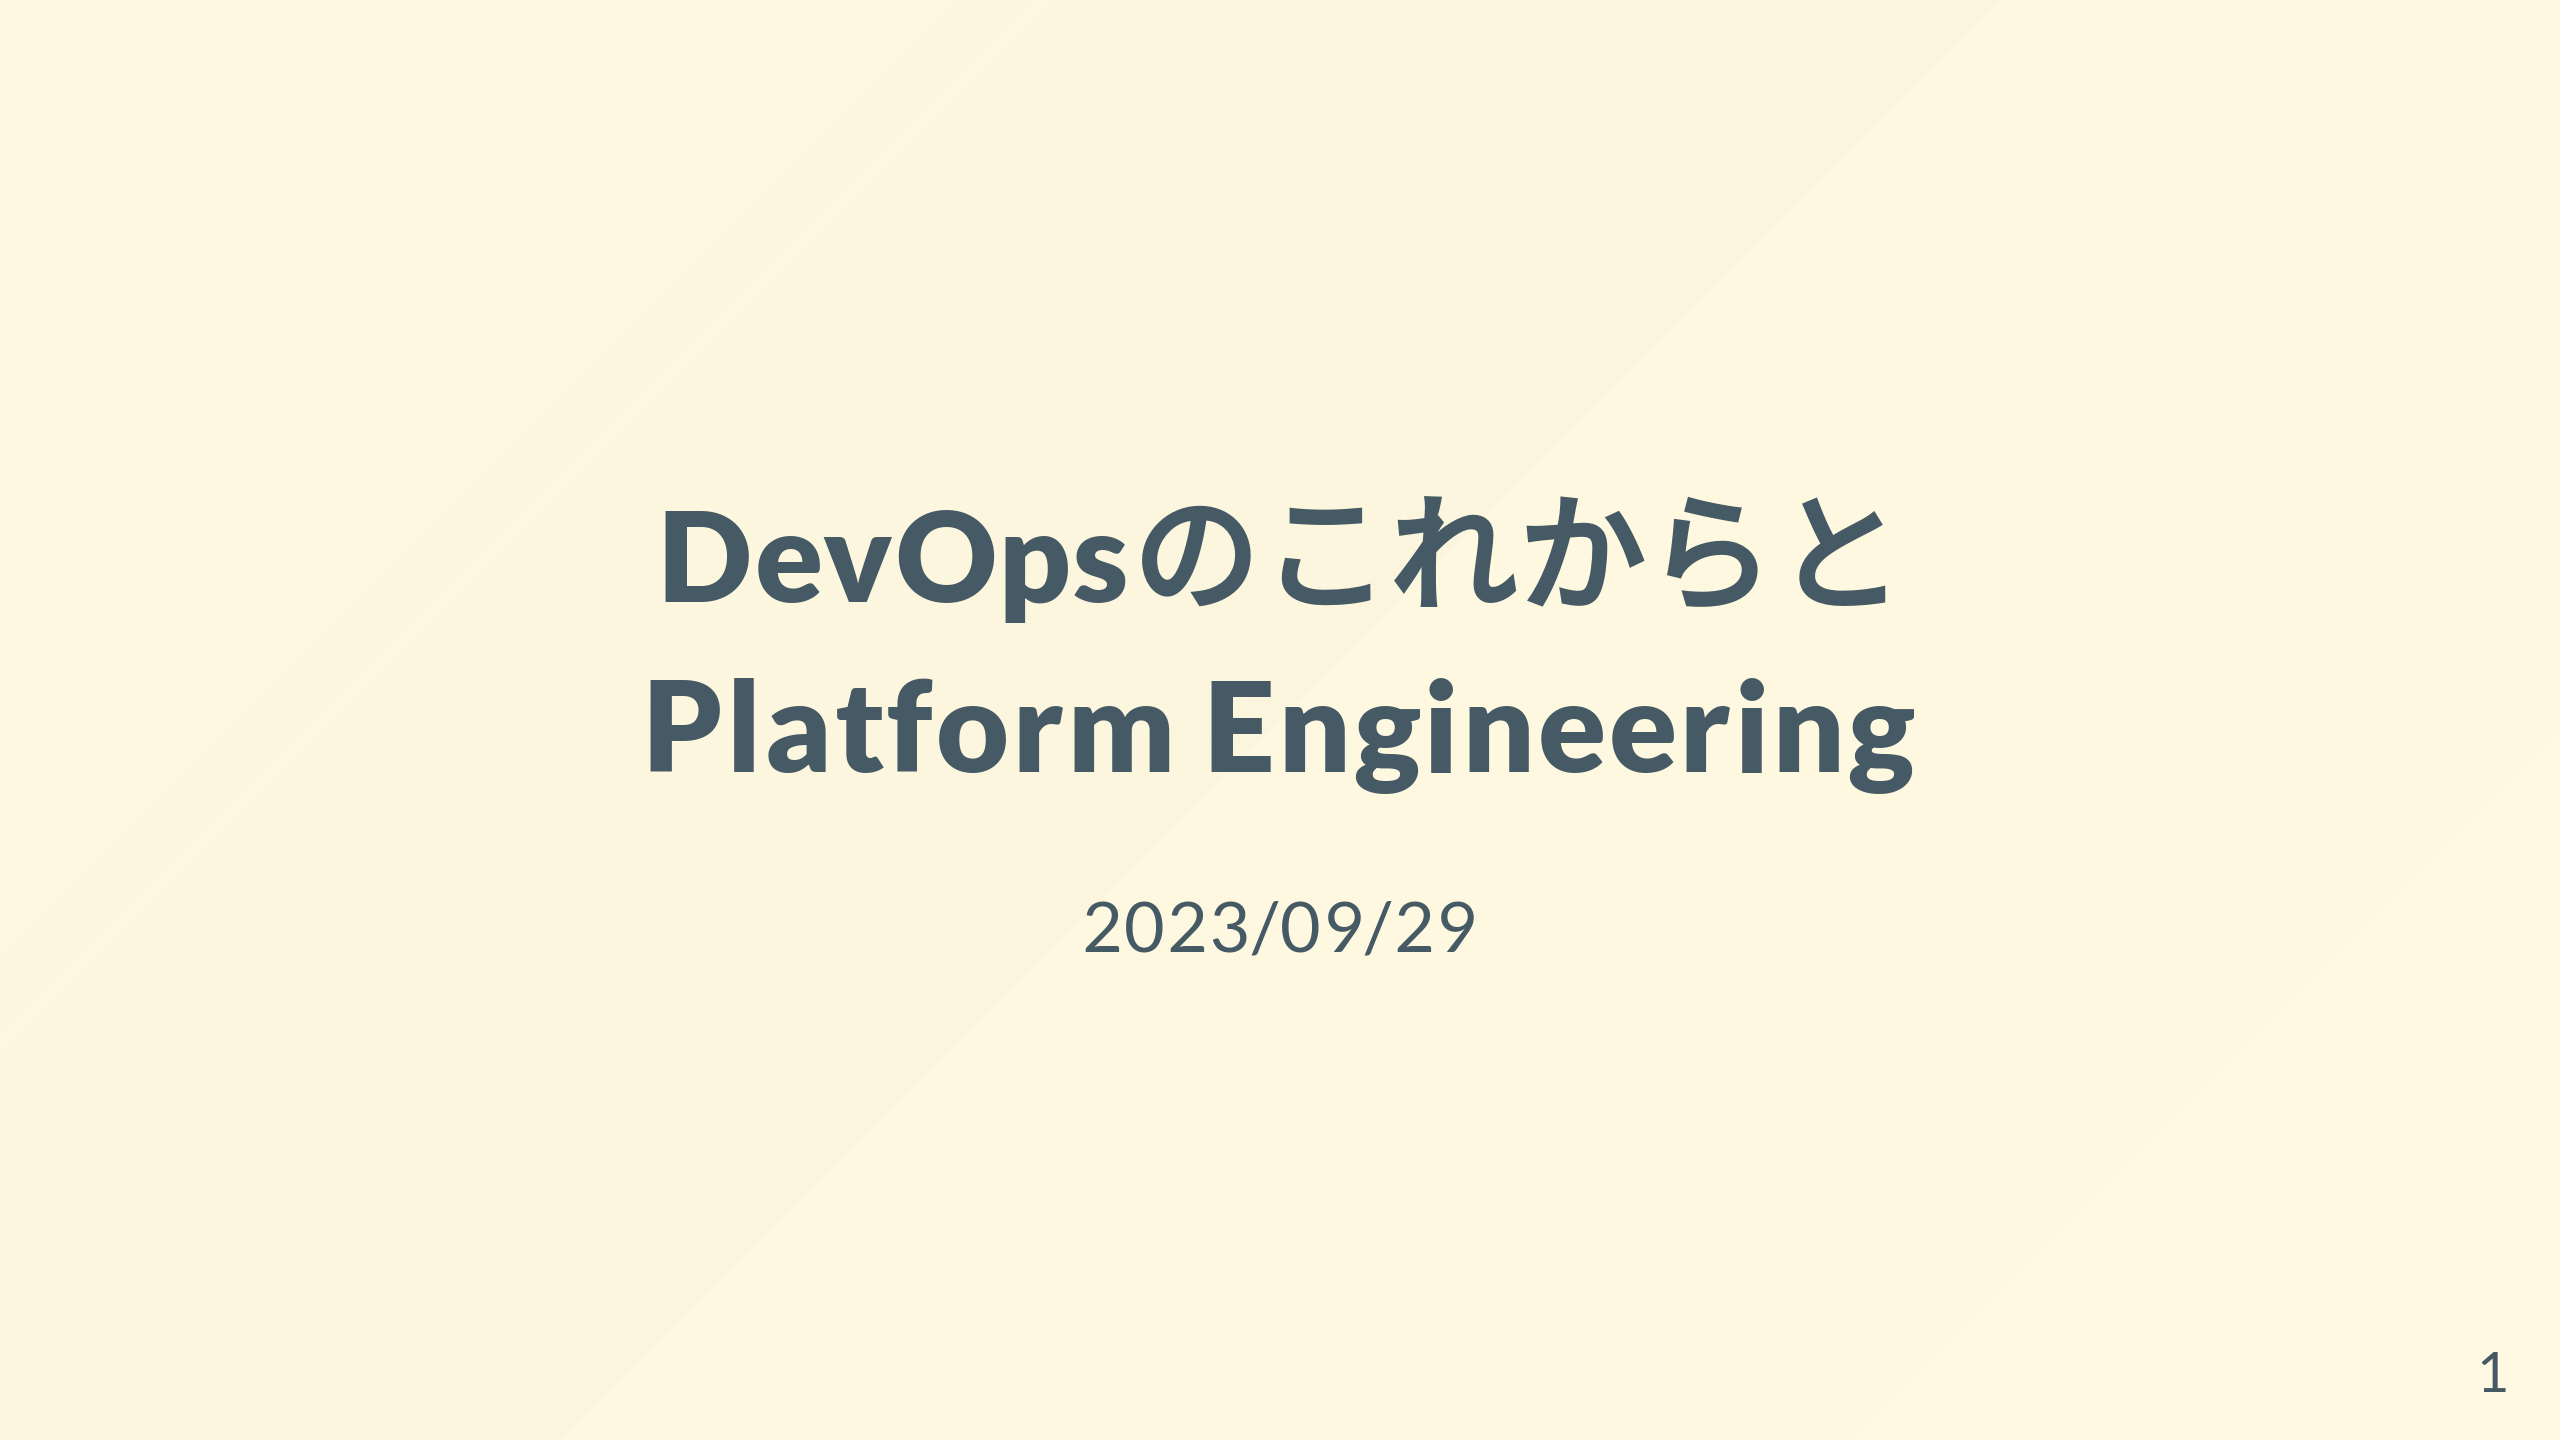 DevOpsのこれからと
Platform Engineering
2023/09/29
1